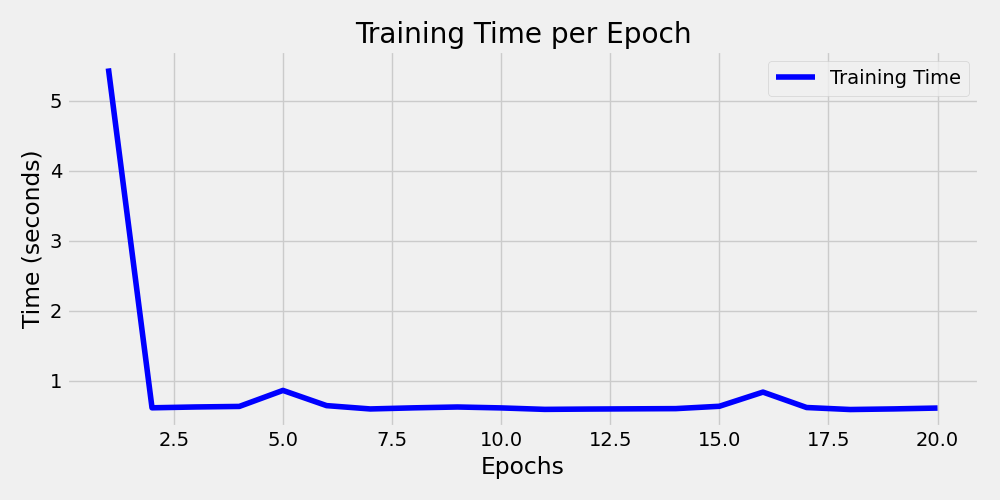 Training Time per Epoch
Training Time
Time (seconds)
5
4
3
2
1
2.5 5.0 7.5 10.0 12.5 15.0 17.5 20.0
Epochs